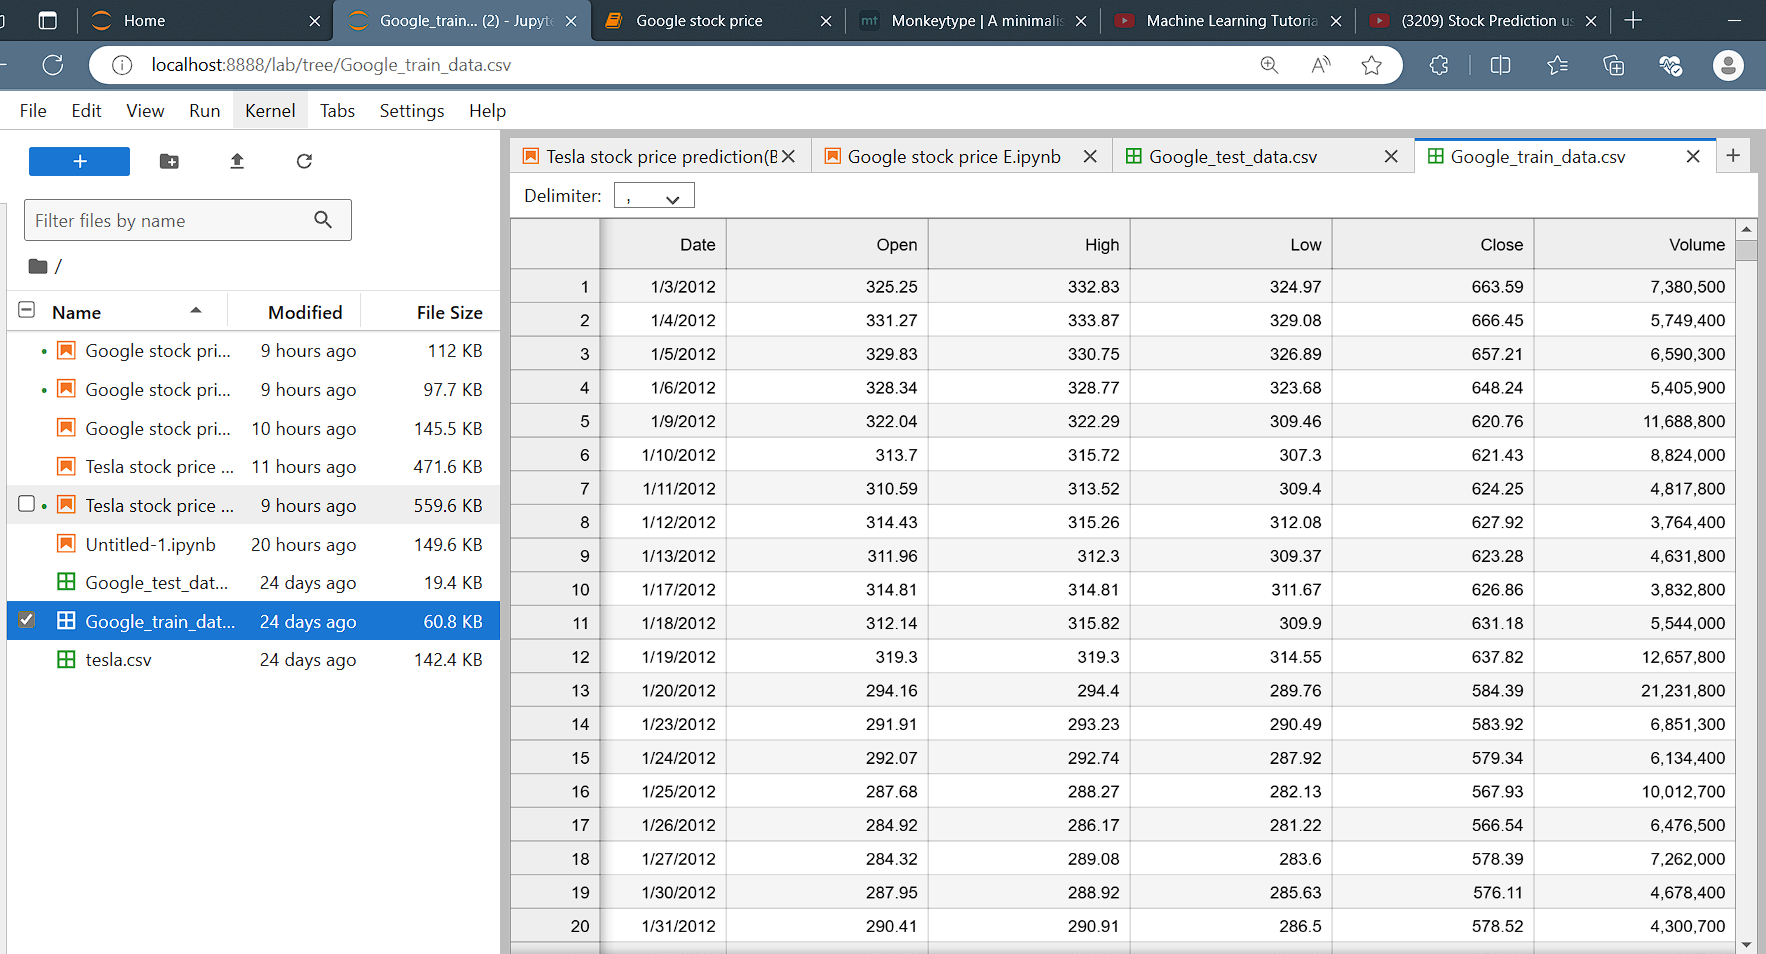 Home
Google_train... (2) - Jupyt
Google stock price
Monkeytype | A minimalis
Machine Learning Tutoria
(3209) Stock Prediction us
localhost:8888/lab/tree/Google_train_data.csv
File Edit View Run Kernel Tabs Settings Help
Filter files by name
/
Name Modified File Size
Google stock pri... 9 hours ago 112 KB
Google stock pri... 9 hours ago 97.7 KB
Google stock pri... 10 hours ago 145.5 KB
Tesla stock price ... 11 hours ago 471.6 KB
Tesla stock price ... 9 hours ago 559.6 KB
Untitled-1.ipynb 20 hours ago 149.6 KB
Google_test_dat... 24 days ago 19.4 KB
Google_train_dat... 24 days ago 60.8 KB
tesla.csv 24 days ago 142.4 KB
Tesla stock price prediction(E
Google stock price E.ipynb
Google_test_data.csv
Google_train_data.csv
Delimiter: ,
Date Open High Low Close Volume
1 1/3/2012 325.25 332.83 324.97 663.59 7,380,500
2 1/4/2012 331.27 333.87 329.08 666.45 5,749,400
3 1/5/2012 329.83 330.75 326.89 657.21 6,590,300
4 1/6/2012 328.34 328.77 323.68 648.24 5,405,900
5 1/9/2012 322.04 322.29 309.46 620.76 11,688,800
6 1/10/2012 313.7 315.72 307.3 621.43 8,824,000
7 1/11/2012 310.59 313.52 309.4 624.25 4,817,800
8 1/12/2012 314.43 315.26 312.08 627.92 3,764,400
9 1/13/2012 311.96 312.3 309.37 623.28 4,631,800
10 1/17/2012 314.81 314.81 311.67 626.86 3,832,800
11 1/18/2012 312.14 315.82 309.9 631.18 5,544,000
12 1/19/2012 319.3 319.3 314.55 637.82 12,657,800
13 1/20/2012 294.16 294.4 289.76 584.39 21,231,800
14 1/23/2012 291.91 293.23 290.49 583.92 6,851,300
15 1/24/2012 292.07 292.74 287.92 579.34 6,134,400
16 1/25/2012 287.68 288.27 282.13 567.93 10,012,700
17 1/26/2012 284.92 286.17 281.22 566.54 6,476,500
18 1/27/2012 284.32 289.08 283.6 578.39 7,262,000
19 1/30/2012 287.95 288.92 285.63 576.11 4,678,400
20 1/31/2012 290.41 290.91 286.5 578.52 4,300,700